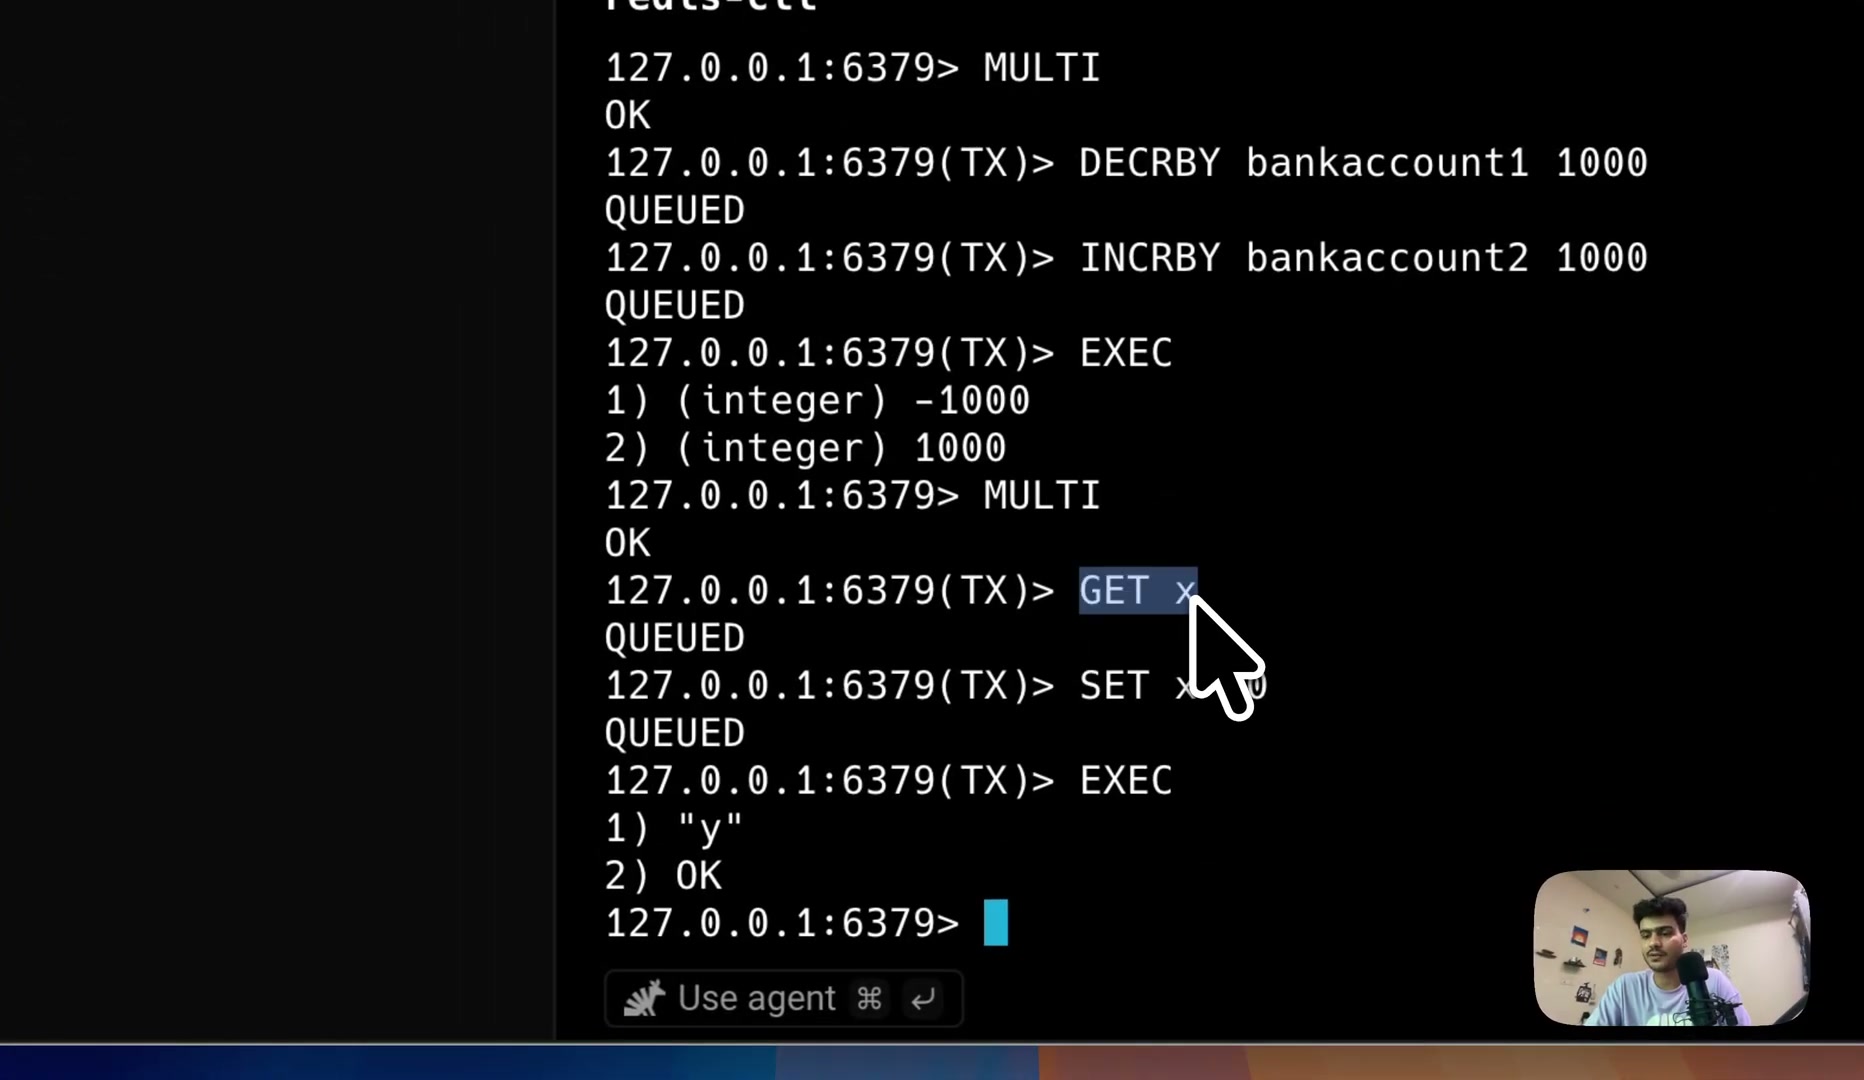 redis-cli
127.0.0.1:6379> MULTI
OK
127.0.0.1:6379(TX)> DECRBY bankaccount1 1000
QUEUED
127.0.0.1:6379(TX)> INCRBY bankaccount2 1000
QUEUED
127.0.0.1:6379(TX)> EXEC
1) (integer) -1000
2) (integer) 1000
127.0.0.1:6379> MULTI
OK
127.0.0.1:6379(TX)> GET x
QUEUED
127.0.0.1:6379(TX)> SET x
QUEUED
127.0.0.1:6379(TX)> EXEC
1) "y"
2) OK
127.0.0.1:6379>
Use agent ⌘ ↵